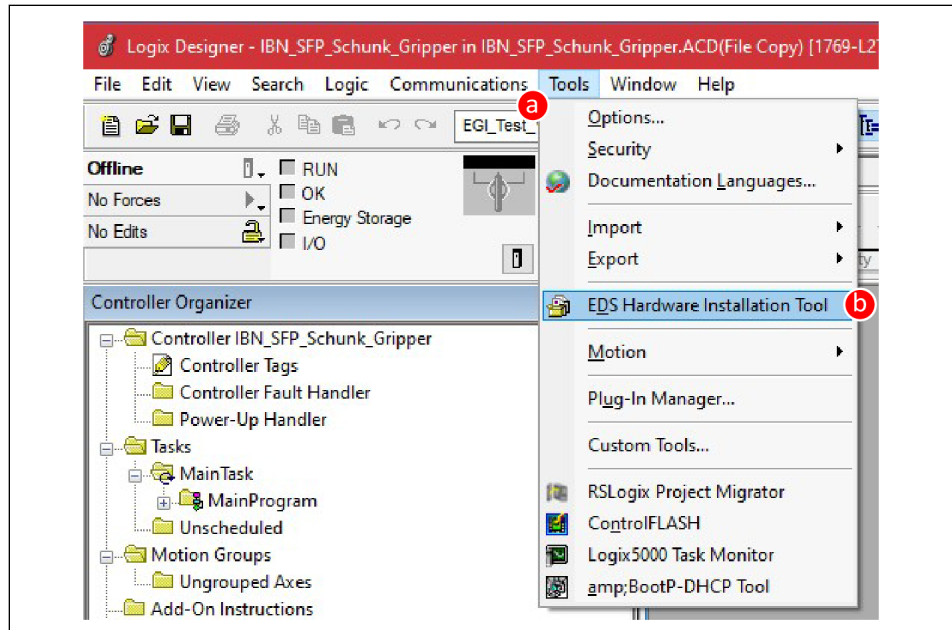 Logix Designer - IBN_SFP_Schunk_Gripper in IBN_SFP_Schunk_Gripper.ACD(File Copy) [1769-L2
File Edit View Search Logic Communications Tools Window Help
a
EGI_Test_
Options...
Security
Documentation Languages...
Import
Export
EDS Hardware Installation Tool
b
Motion
Plug-In Manager...
Custom Tools...
RSLogix Project Migrator
ControlFLASH
Logix5000 Task Monitor
amp;BootP-DHCP Tool
Offline
RUN
No Forces
OK
Energy Storage
No Edits
I/O
ty
Controller Organizer
Controller IBN_SFP_Schunk_Gripper
Controller Tags
Controller Fault Handler
Power-Up Handler
Tasks
MainTask
MainProgram
Unscheduled
Motion Groups
Ungrouped Axes
Add-On Instructions